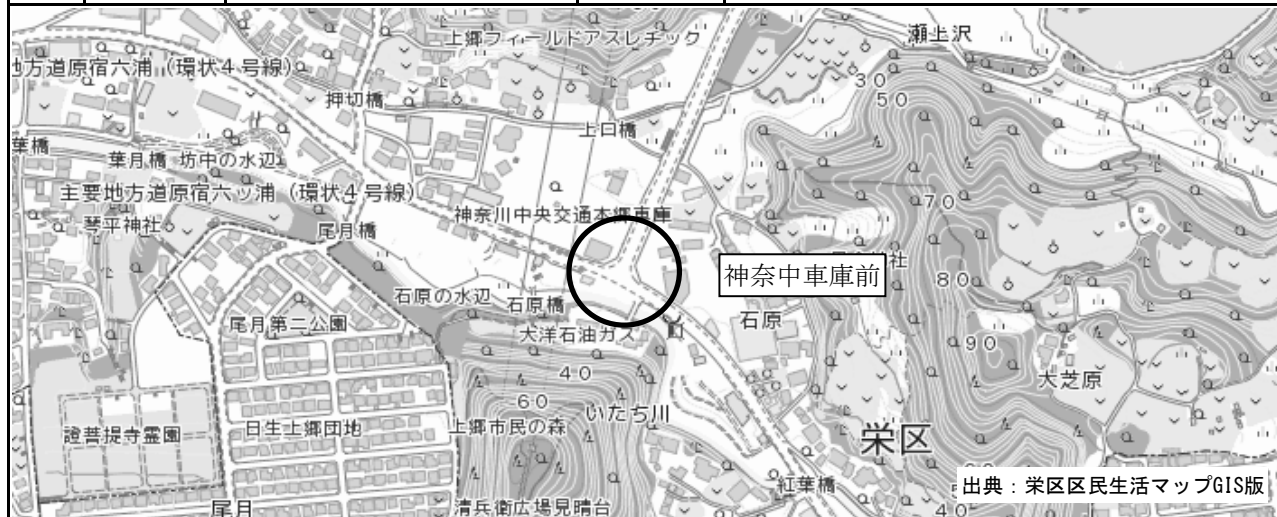 上郷フィールドアスレチック
瀬上沢
地方道原宿六浦（環状４号線）
30
50
押切橋
上口橋
葉橋
葉月橋
坊中の水辺
主要地方道原宿六ッ浦（環状４号線）
70
琴平神社
神奈川中央交通本郷車庫
尾月橋
神奈中車庫前
80
石原の水辺
石原橋
石原
尾月第二公園
大洋石油ガス
90
40
大芝原
60
いたち川
證菩提寺霊園
日生上郷団地
上郷市民の森
栄区
紅葉橋
出典：栄区区民生活マップGIS版
尾月
清兵衛広場見晴台
40